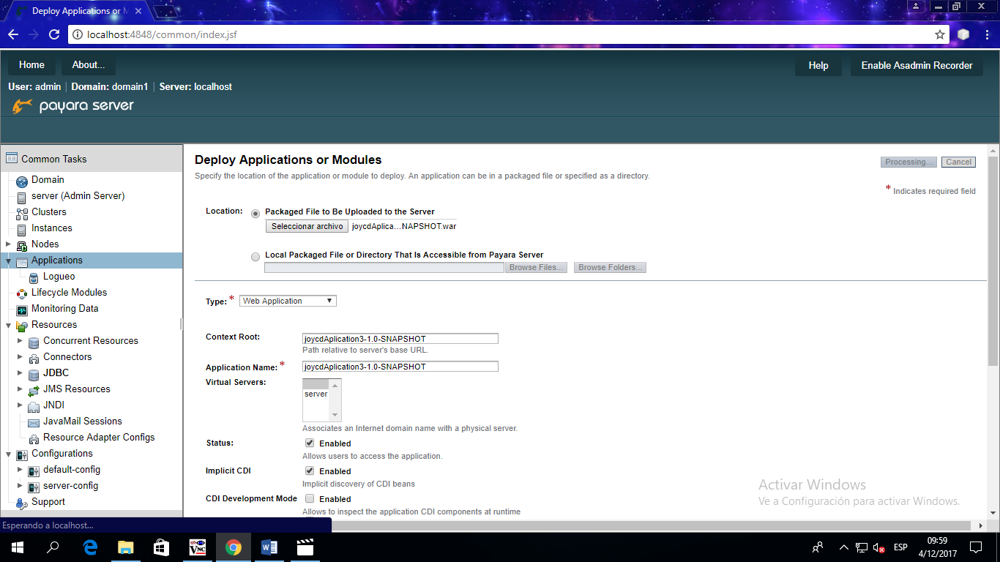 Deploy Applications or M
localhost:4848/common/index.jsf
Home About... Help Enable Asadmin Recorder
User: admin | Domain: domain1 | Server: localhost
payara server
Common Tasks
Domain
server (Admin Server)
Clusters
Instances
Nodes
Applications
Logueo
Lifecycle Modules
Monitoring Data
Resources
Concurrent Resources
Connectors
JDBC
JMS Resources
JNDI
JavaMail Sessions
Resource Adapter Configs
Configurations
default-config
server-config
Support
Deploy Applications or Modules
Processing... Cancel
Specify the location of the application or module to deploy. An application can be in a packaged file or specified as a directory.
* Indicates required field
Location: Packaged File to Be Uploaded to the Server
Seleccionar archivo joycdAplica...NAPSHOT.war
Local Packaged File or Directory That Is Accessible from Payara Server
Browse Files... Browse Folders...
Type: * Web Application
Context Root: joycdAplication3-1.0-SNAPSHOT
Path relative to server's base URL.
Application Name: * joycdAplication3-1.0-SNAPSHOT
Virtual Servers:
server
Associates an Internet domain name with a physical server.
Status: Enabled
Allows users to access the application.
Implicit CDI Enabled
Implicit discovery of CDI beans
CDI Development Mode Enabled
Allows to inspect the application CDI components at runtime
Activar Windows
Ve a Configuración para activar Windows.
Esperando a localhost...
VNC
ESP
09:59
4/12/2017